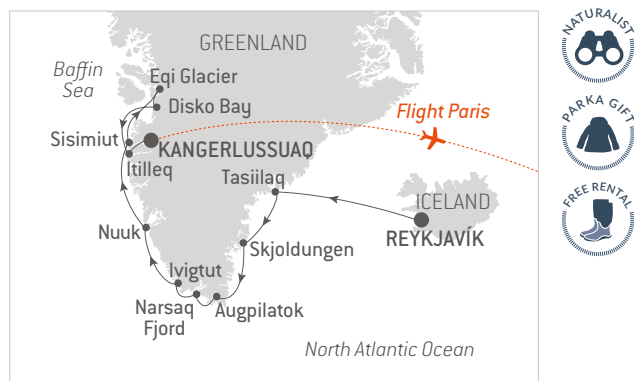 GREENLAND
Baffin
Sea
Eqi Glacier
Disko Bay
Flight Paris
Sisimiut
KANGERLUSSUAQ
Itilleq
Tasiilaq
ICELAND
REYKJAVÍK
Nuuk
Skjoldungen
Ivigtut
Narsaq
Fjord
Augpilatok
North Atlantic Ocean
NATURALIST
PARKA GIFT
FREE RENTAL